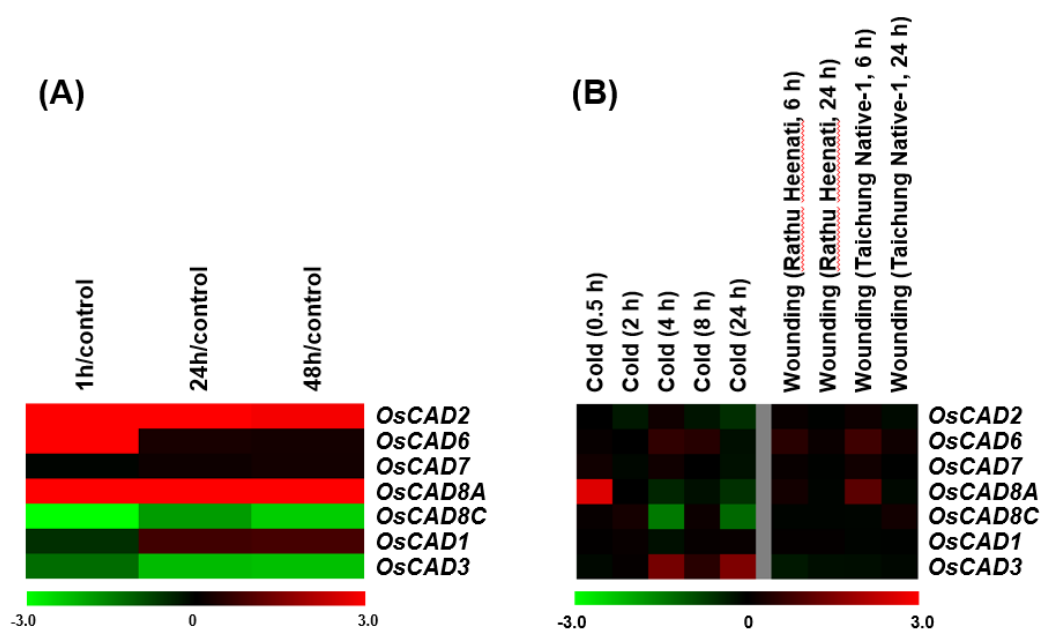 (A)
1h/control
24h/control
48h/control
OsCAD2
OsCAD6
OsCAD7
OsCAD8A
OsCAD8C
OsCAD1
OsCAD3
-3.0
0
3.0
(B)
Cold (0.5 h)
Cold (2 h)
Cold (4 h)
Cold (8 h)
Cold (24 h)
Wounding (Rathu Heenati, 6 h)
Wounding (Rathu Heenati, 24 h)
Wounding (Taichung Native-1, 6 h)
Wounding (Taichung Native-1, 24 h)
OsCAD2
OsCAD6
OsCAD7
OsCAD8A
OsCAD8C
OsCAD1
OsCAD3
-3.0
0
3.0